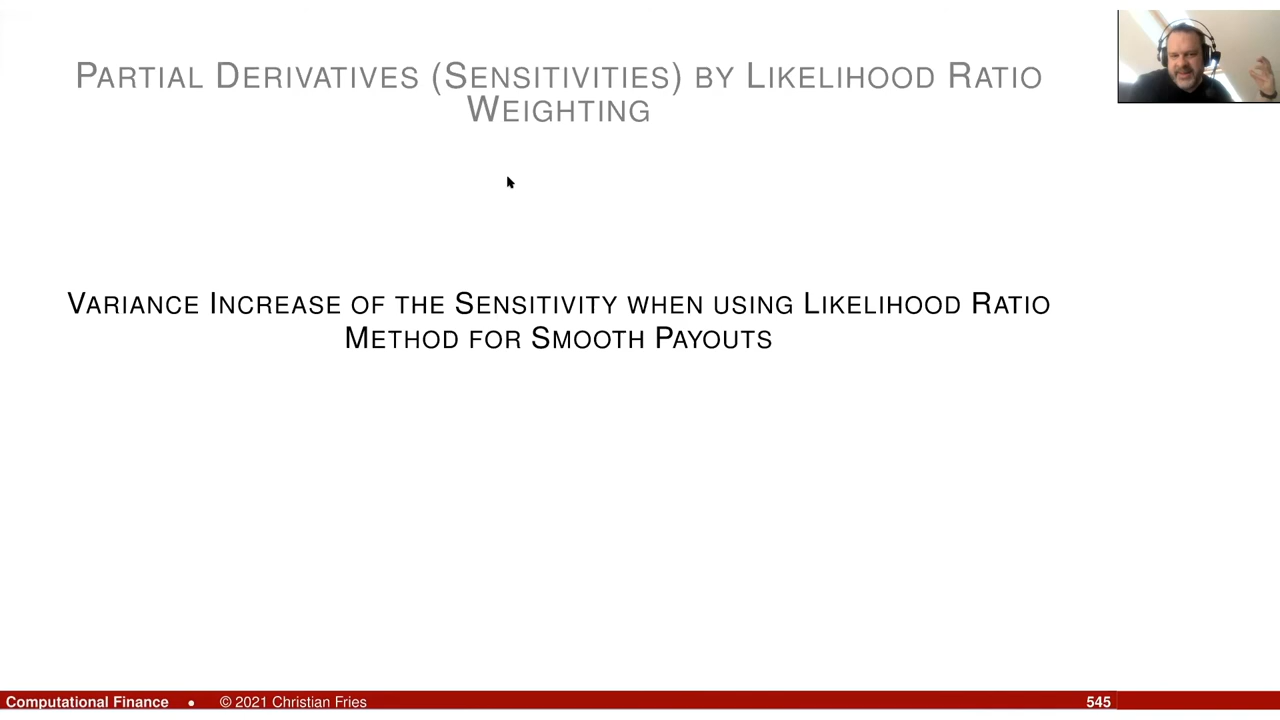 PARTIAL DERIVATIVES (SENSITIVITIES) BY LIKELIHOOD RATIO
WEIGHTING
VARIANCE INCREASE OF THE SENSITIVITY WHEN USING LIKELIHOOD RATIO
METHOD FOR SMOOTH PAYOUTS
Computational Finance • © 2021 Christian Fries 545